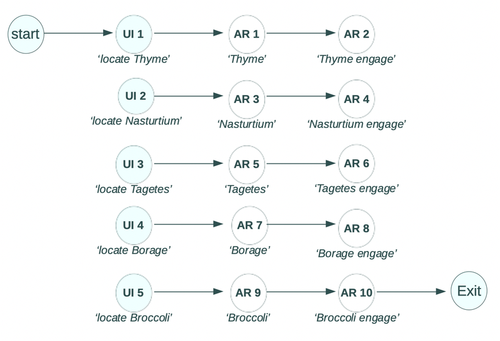 start
UI 1
AR 1
AR 2
‘locate Thyme’
‘Thyme’
‘Thyme engage’
UI 2
AR 3
AR 4
‘locate Nasturtium’
‘Nasturtium’
‘Nasturtium engage’
UI 3
AR 5
AR 6
‘locate Tagetes’
‘Tagetes’
‘Tagetes engage’
UI 4
AR 7
AR 8
‘locate Borage’
‘Borage’
‘Borage engage’
UI 5
AR 9
AR 10
Exit
‘locate Broccoli’
‘Broccoli’
‘Broccoli engage’